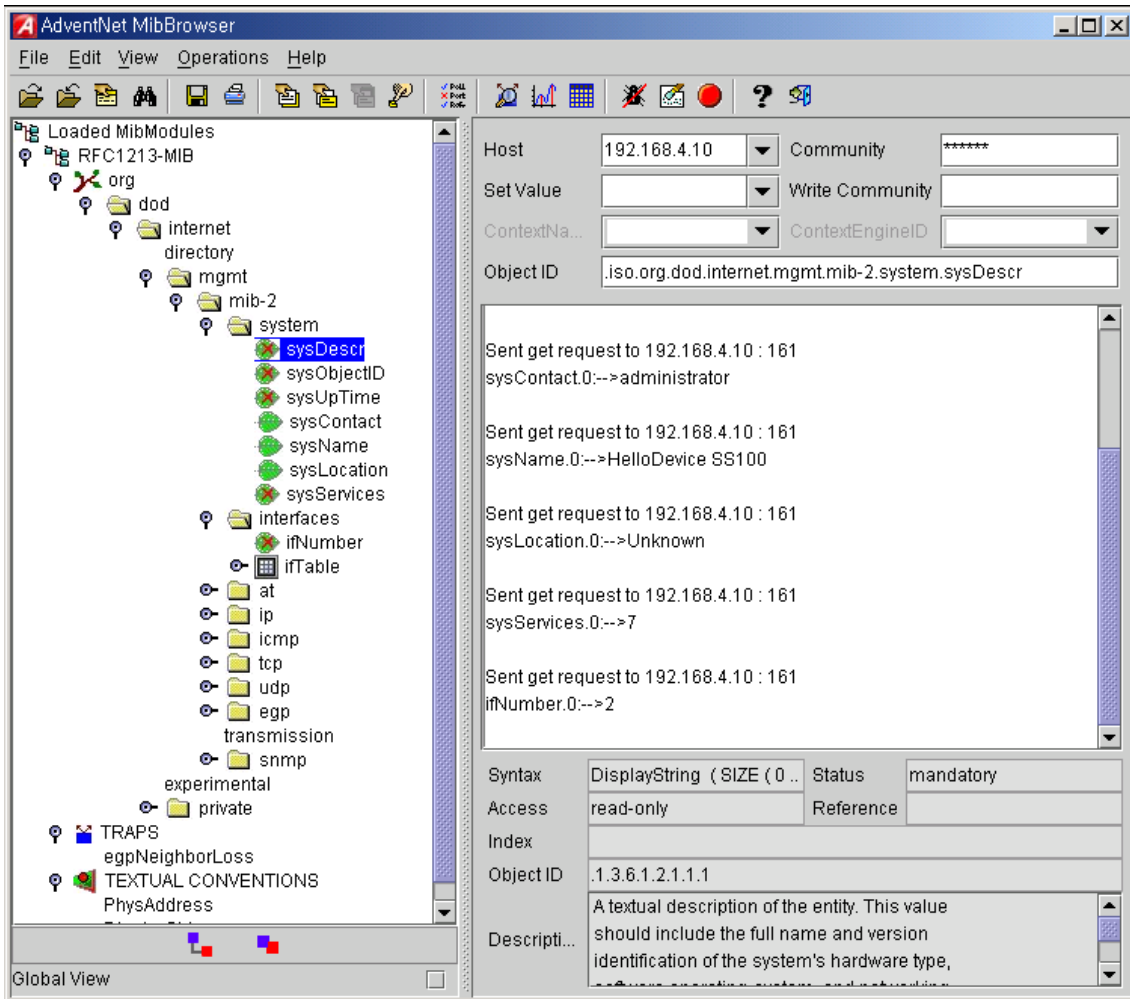 AdventNet MibBrowser
File Edit View Operations Help
Loaded MibModules
RFC1213-MIB
org
dod
internet
directory
mgmt
mib-2
system
sysDescr
sysObjectID
sysUpTime
sysContact
sysName
sysLocation
sysServices
interfaces
ifNumber
ifTable
at
ip
icmp
tcp
udp
egp
transmission
snmp
experimental
private
TRAPS
egpNeighborLoss
TEXTUAL CONVENTIONS
PhysAddress
Global View
Host 192.168.4.10 Community ******
Set Value Write Community
ContextNa... ContextEngineID
Object ID .iso.org.dod.internet.mgmt.mib-2.system.sysDescr
Sent get request to 192.168.4.10 : 161
sysContact.0:-->administrator
Sent get request to 192.168.4.10 : 161
sysName.0:-->HelloDevice SS100
Sent get request to 192.168.4.10 : 161
sysLocation.0:-->Unknown
Sent get request to 192.168.4.10 : 161
sysServices.0:-->7
Sent get request to 192.168.4.10 : 161
ifNumber.0:-->2
Syntax DisplayString ( SIZE ( 0 .. Status mandatory
Access read-only Reference
Index
Object ID .1.3.6.1.2.1.1.1
Descripti... A textual description of the entity. This value
should include the full name and version
identification of the system's hardware type,